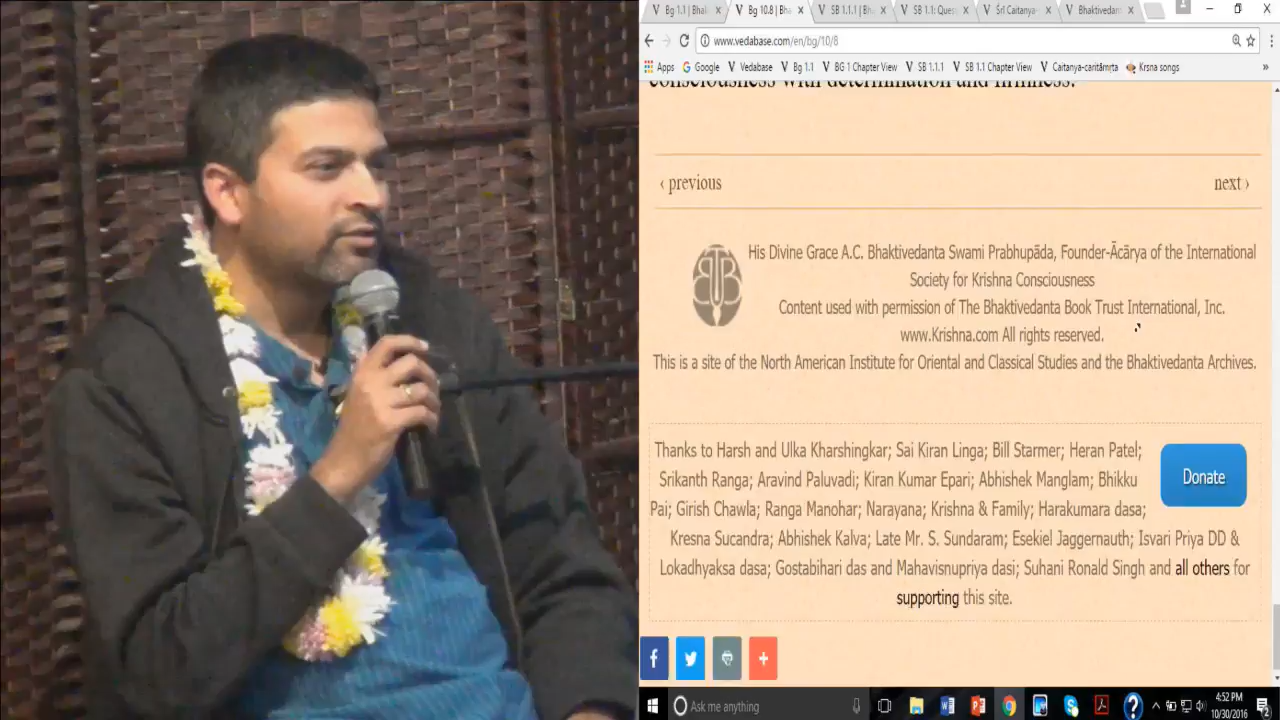 Bg 1.1 | Bhak
Bg 10.8 | Bhak
SB 1.1.1 | Bh
SB 1.1: Ques
Śrī Caitanya-
Bhaktivedan
www.vedabase.com/en/bg/10/8
Apps Google Vedabase Bg 1.1 BG 1 Chapter View SB 1.1.1 SB 1.1 Chapter View Caitanya-caritāmṛta Krsna songs »
consciousness with determination and firmness.
‹ previous
next ›
His Divine Grace A.C. Bhaktivedanta Swami Prabhupāda, Founder-Ācārya of the International
Society for Krishna Consciousness
Content used with permission of The Bhaktivedanta Book Trust International, Inc.
www.Krishna.com All rights reserved.
This is a site of the North American Institute for Oriental and Classical Studies and the Bhaktivedanta Archives.
Thanks to Harsh and Ulka Kharshingkar; Sai Kiran Linga; Bill Starmer; Heran Patel;
Srikanth Ranga; Aravind Paluvadi; Kiran Kumar Epari; Abhishek Manglam; Bhikku
Pai; Girish Chawla; Ranga Manohar; Narayana; Krishna & Family; Harakumara dasa;
Kresna Sucandra; Abhishek Kalva; Late Mr. S. Sundaram; Esekiel Jaggernauth; Isvari Priya DD &
Lokadhyaksa dasa; Gostabihari das and Mahavisnupriya dasi; Suhani Ronald Singh and all others for
supporting this site.
Donate
Ask me anything
4:52 PM
10/30/2016